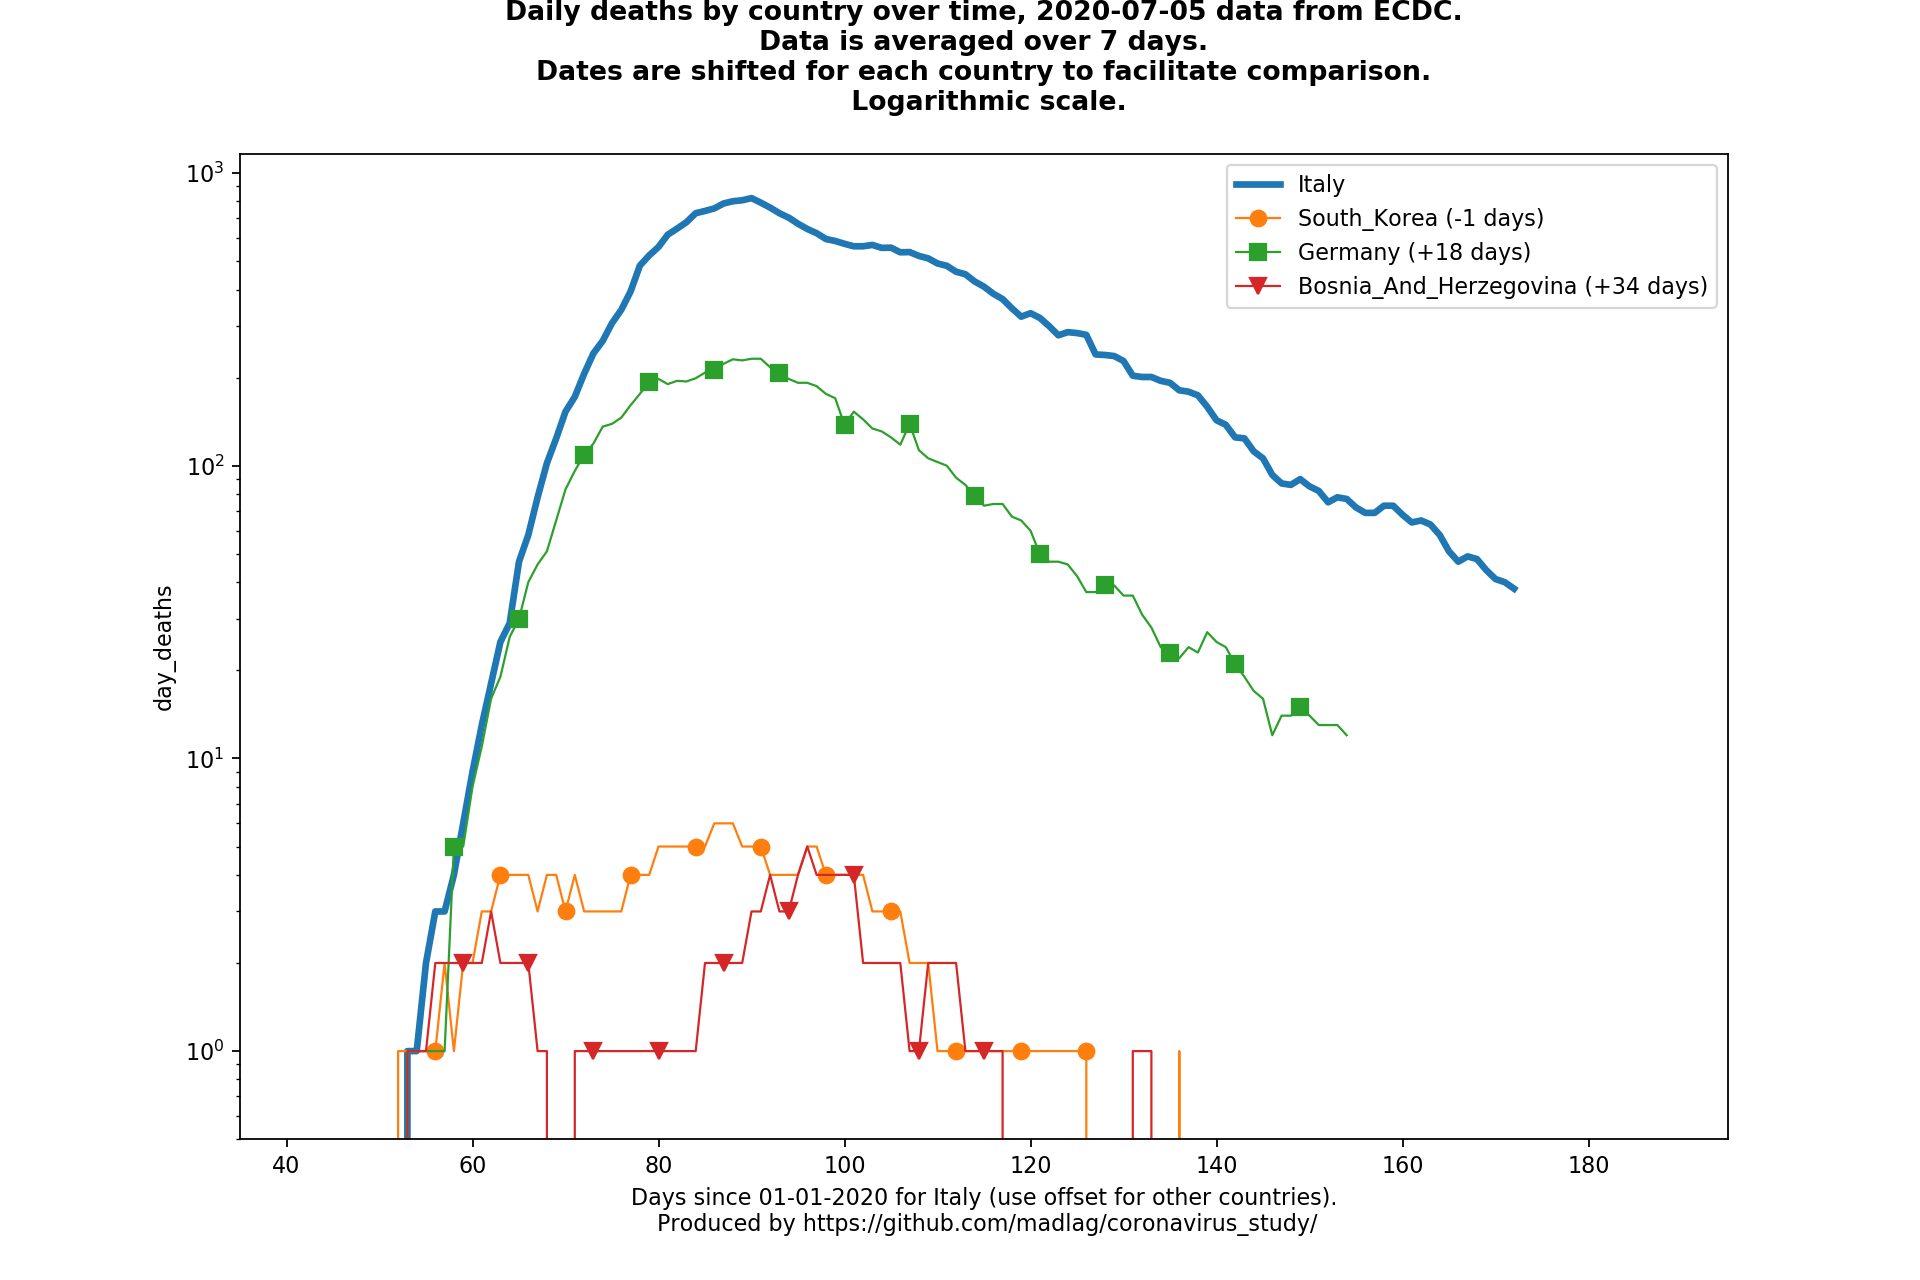 Daily deaths by country over time, 2020-07-05 data from ECDC.
Data is averaged over 7 days.
Dates are shifted for each country to facilitate comparison.
Logarithmic scale.
Italy
South_Korea (-1 days)
Germany (+18 days)
Bosnia_And_Herzegovina (+34 days)
day_deaths
10³
10²
10¹
10⁰
40 60 80 100 120 140 160 180
Days since 01-01-2020 for Italy (use offset for other countries).
Produced by https://github.com/madlag/coronavirus_study/